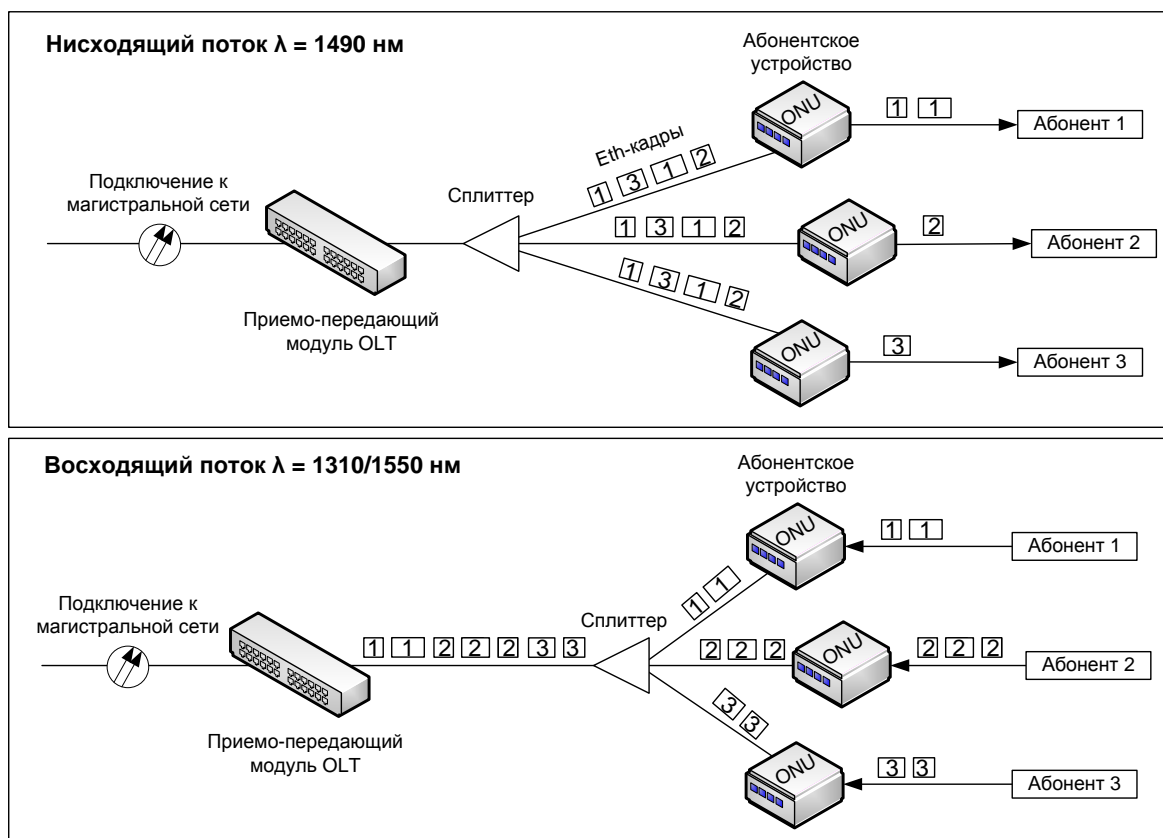 Нисходящий поток λ = 1490 нм
Абонентское
устройство
ONU
1 1
Абонент 1
Eth-кадры
1 3 1 2
Подключение к
магистральной сети
Сплиттер
1 3 1 2
ONU
2
Абонент 2
1 3 1 2
Приемо-передающий
модуль OLT
ONU
3
Абонент 3
Восходящий поток λ = 1310/1550 нм
Абонентское
устройство
ONU
1 1
Абонент 1
1 1
Подключение к
магистральной сети
Сплиттер
1 1 2 2 2 3 3
2 2 2
ONU
2 2 2
Абонент 2
3 3
Приемо-передающий
модуль OLT
ONU
3 3
Абонент 3